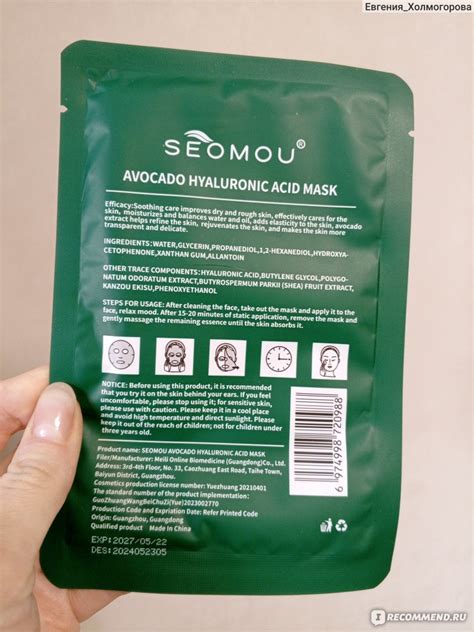 Евгения_Холмогорова
SEOMOU®
AVOCADO HYALURONIC ACID MASK
Efficacy:Soothing care improves dry and rough skin, effectively cares for the
skin, moisturizes and balances water and oil, adds elasticity to the skin, avocado
extract helps refine the skin, rejuvenates the skin, and makes the skin more
transparent and delicate.
INGREDIENTS:WATER,GLYCERIN,PROPANEDIOL,1,2-HEXANEDIOL,HYDROXYA-
CETOPHENONE,XANTHAN GUM,ALLANTOIN
OTHER TRACE COMPONENTS:HYALURONIC ACID,BUTYLENE GLYCOL,POLYGO-
NATUM ODORATUM EXTRACT,BUTYROSPERMUM PARKII (SHEA) FRUIT EXTRACT,
KANZOU EKISU,PHENOXYETHANOL
STEPS FOR USAGE: After cleaning the face, take out the mask and apply it to the
face, relax mood. After 15-20 minutes of static application, remove the mask and
gently massage the remaining essence until the skin absorbs it.
NOTICE: Before using this product, it is recommended
that you try it on the skin behind your ears. If you feel
uncomfortable, please stop using it; for sensitive skin,
please use with caution. Please keep it in a cool place
and avoid high temperature and direct sunlight. Please
keep it out of the reach of children; not for children under
three years old.
Product name: SEOMOU AVOCADO HYALURONIC ACID MASK
Filer/Manufacturer: Meili Online Biomedicine (Guangdong)Co., Ltd.
Address: 3rd-4th Floor, No. 33, Caozhuang East Road, Taihe Town,
Baiyun District, Guangzhou.
Cosmetics production license number: Yuezhuang 20210401
The standard number of the product implementation:
GuoZhuangWangBeiChuZi(Yue)2023002770
Production Date and Expiration Date: Refer Printed Code
Origin: Guangzhou, Guangdong
Qualified product Made In China
6 974998 720988
EXP:2027/05/22
DES:2024052305
IRECOMMEND.RU